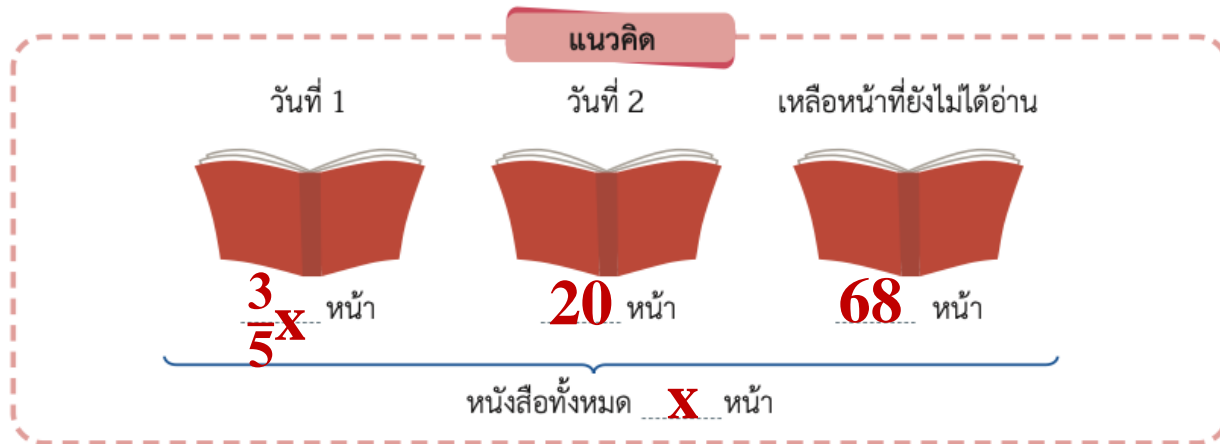 แนวคิด
วันที่ 1 วันที่ 2 เหลือหน้าที่ยังไม่ได้อ่าน
3/5 x หน้า 20 หน้า 68 หน้า
หนังสือทั้งหมด x หน้า